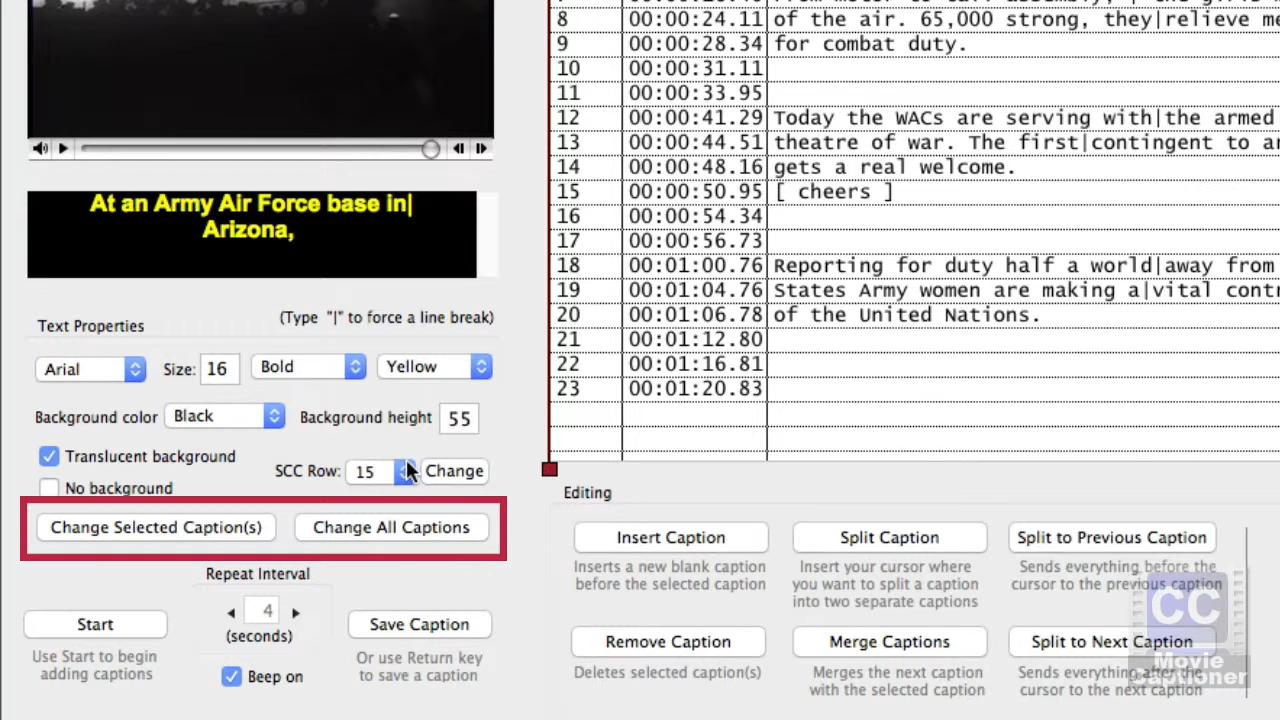 At an Army Air Force base in|
Arizona,
Text Properties
(Type "|" to force a line break)
Arial
Size: 16
Bold
Yellow
Background color
Black
Background height
55
Translucent background
No background
SCC Row: 15
Change
Change Selected Caption(s)
Change All Captions
Repeat Interval
4
(seconds)
Beep on
Start
Use Start to begin
adding captions
Save Caption
Or use Return key
to save a caption
8 00:00:24.11 of the air. 65,000 strong, they|relieve
9 00:00:28.34 for combat duty.
10 00:00:31.11
11 00:00:33.95
12 00:00:41.29 Today the WACs are serving with|the armed
13 00:00:44.51 theatre of war. The first|contingent to
14 00:00:48.16 gets a real welcome.
15 00:00:50.95 [ cheers ]
16 00:00:54.34
17 00:00:56.73
18 00:01:00.76 Reporting for duty half a world|away from
19 00:01:04.76 States Army women are making a|vital
20 00:01:06.78 of the United Nations.
21 00:01:12.80
22 00:01:16.81
23 00:01:20.83
Editing
Insert Caption
Inserts a new blank caption
before the selected caption
Split Caption
Insert your cursor where
you want to split a caption
into two separate captions
Split to Previous Caption
Sends everything before the
cursor to the previous caption
Remove Caption
Deletes selected caption(s)
Merge Captions
Merges the next caption
with the selected caption
Split to Next Caption
Sends everything after the
cursor to the next caption
CC
Movie
Captioner